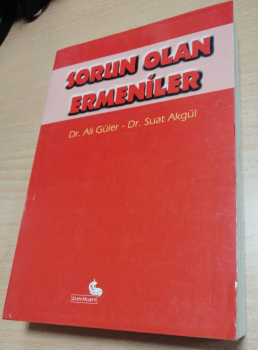 SORUN OLAN
ERMENİLER
Dr. Ali Güler - Dr. Suat Akgül
berikan